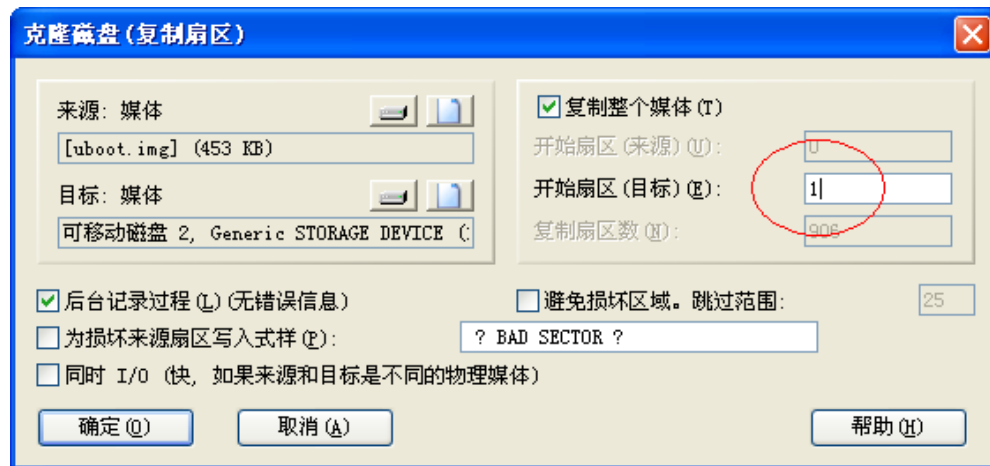 克隆磁盘(复制扇区)
来源: 媒体
[uboot.img] (453 KB)
目标: 媒体
可移动磁盘 2, Generic STORAGE DEVICE (
复制整个媒体(T)
开始扇区(来源)(U): 0
开始扇区(目标)(E): 1
复制扇区数(N): 906
后台记录过程(L)(无错误信息)
避免损坏区域。跳过范围: 25
为损坏来源扇区写入式样(P): ? BAD SECTOR ?
同时 I/O (快, 如果来源和目标是不同的物理媒体)
确定(O) 取消(A) 帮助(H)